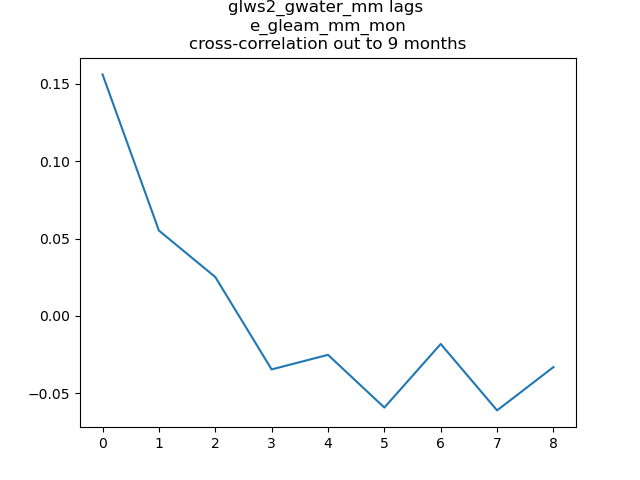 glws2_gwater_mm lags
e_gleam_mm_mon
cross-correlation out to 9 months
0.15
0.10
0.05
0.00
−0.05
0 1 2 3 4 5 6 7 8